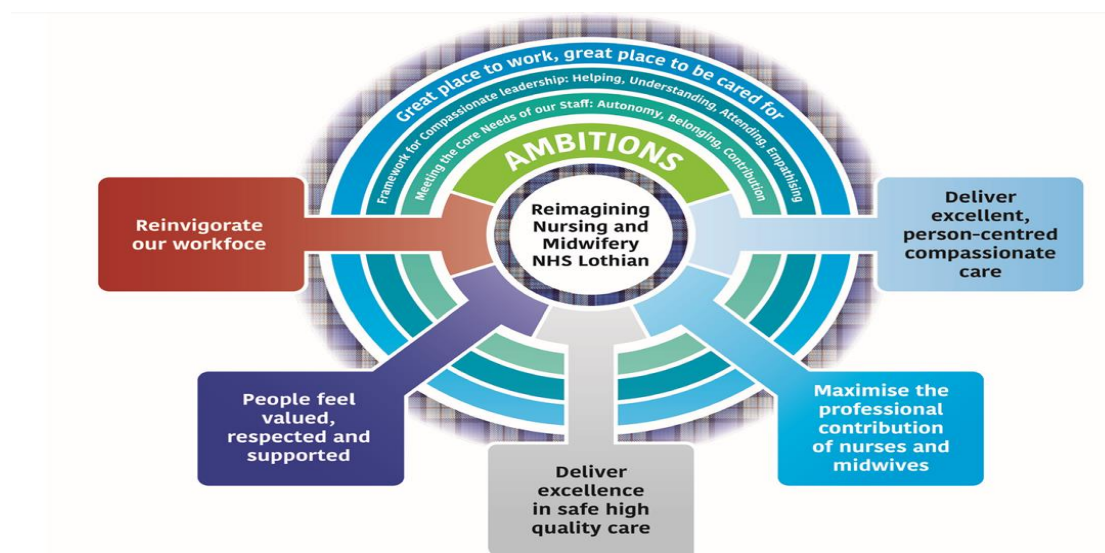 Great place to work, great place to be cared for
Framework for Compassionate leadership: Helping, Understanding, Attending, Empathising
Meeting the Core Needs of our Staff: Autonomy, Belonging, Contribution
AMBITIONS
Reimagining
Nursing and
Midwifery
NHS Lothian
Reinvigorate
our workfoce
People feel
valued,
respected and
supported
Deliver
excellence
in safe high
quality care
Maximise the
professional
contribution
of nurses and
midwives
Deliver
excellent,
person-centred
compassionate
care